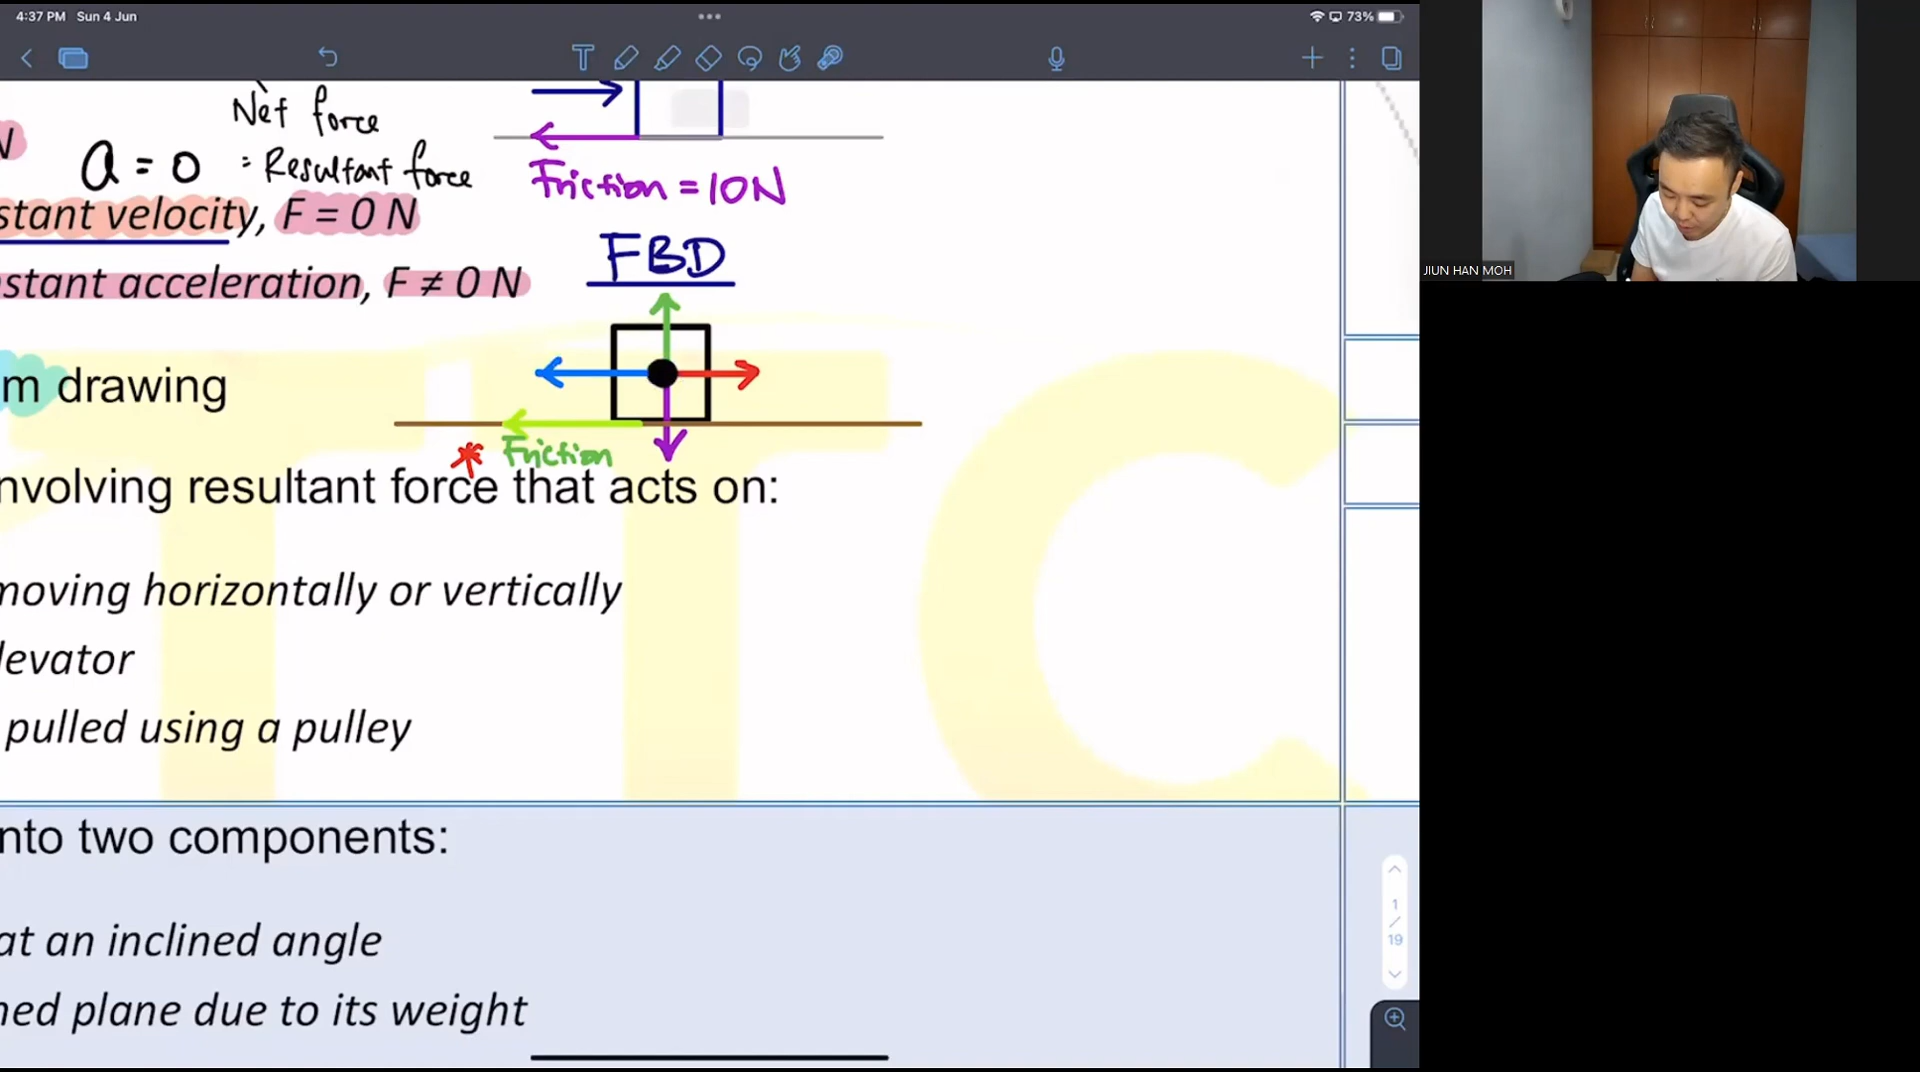 4:37 PM Sun 4 Jun
73%
Net force
N
a = 0 = Resultant force
Friction = 10N
stant velocity, F = 0 N
FBD
stant acceleration, F ≠ 0 N
m drawing
* Friction
nvolving resultant force that acts on:
moving horizontally or vertically
levator
pulled using a pulley
nto two components:
at an inclined angle
ned plane due to its weight
1
/
19
JIUN HAN MOH
TTC